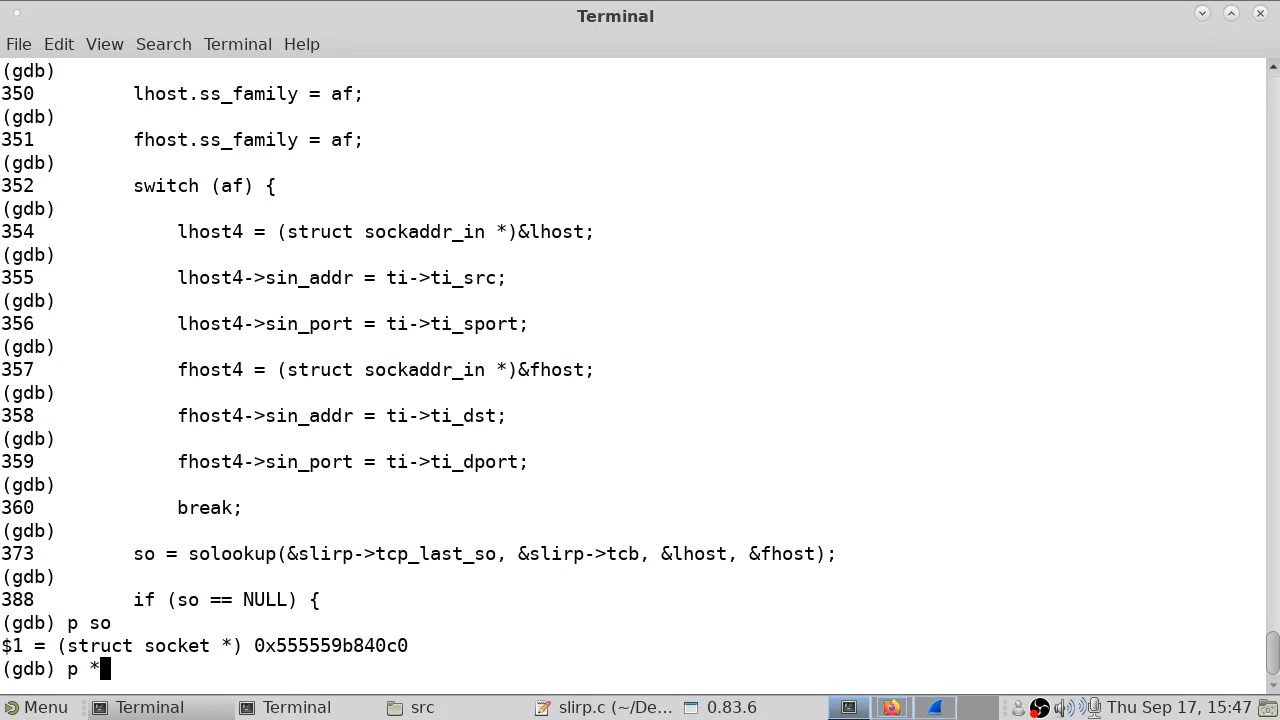 Terminal
File Edit View Search Terminal Help
(gdb)
350         lhost.ss_family = af;
(gdb)
351         fhost.ss_family = af;
(gdb)
352         switch (af) {
(gdb)
354             lhost4 = (struct sockaddr_in *)&lhost;
(gdb)
355             lhost4->sin_addr = ti->ti_src;
(gdb)
356             lhost4->sin_port = ti->ti_sport;
(gdb)
357             fhost4 = (struct sockaddr_in *)&fhost;
(gdb)
358             fhost4->sin_addr = ti->ti_dst;
(gdb)
359             fhost4->sin_port = ti->ti_dport;
(gdb)
360             break;
(gdb)
373         so = solookup(&slirp->tcp_last_so, &slirp->tcb, &lhost, &fhost);
(gdb)
388         if (so == NULL) {
(gdb) p so
$1 = (struct socket *) 0x555559b840c0
(gdb) p *
Menu Terminal Terminal src slirp.c (~/De... 0.83.6 Thu Sep 17, 15:47